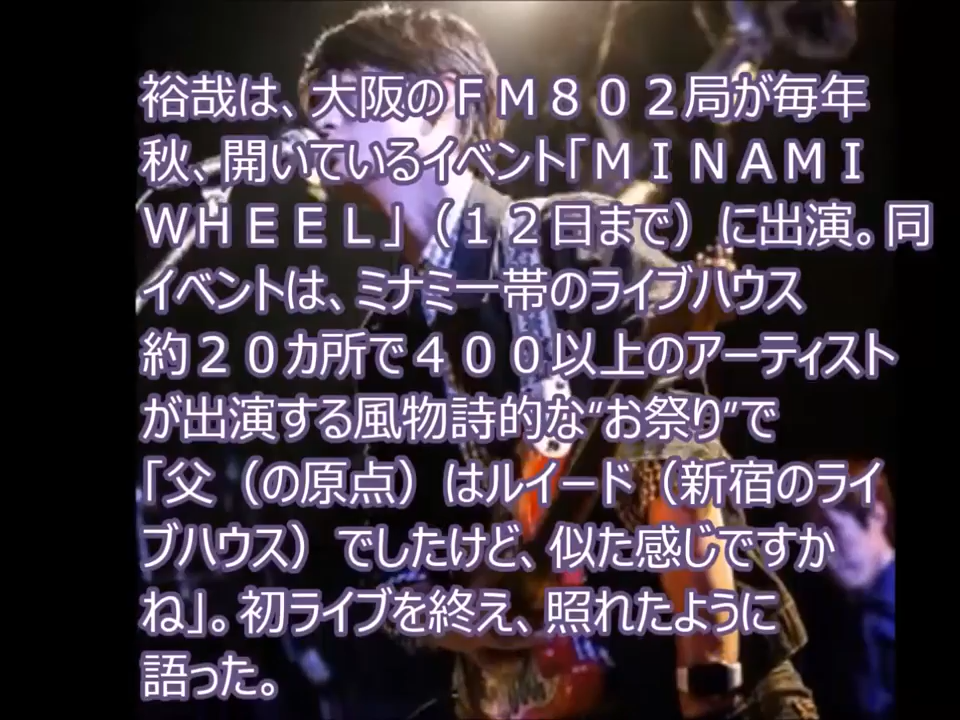 裕哉は、大阪のＦＭ８０２局が毎年
秋、開いているイベント「ＭＩＮＡＭＩ
ＷＨＥＥＬ」（１２日まで）に出演。同
イベントは、ミナミ一帯のライブハウス
約２０カ所で４００以上のアーティスト
が出演する風物詩的な”お祭り”で
「父（の原点）はルイード（新宿のライ
ブハウス）でしたけど、似た感じですか
ね」。初ライブを終え、照れたように
語った。